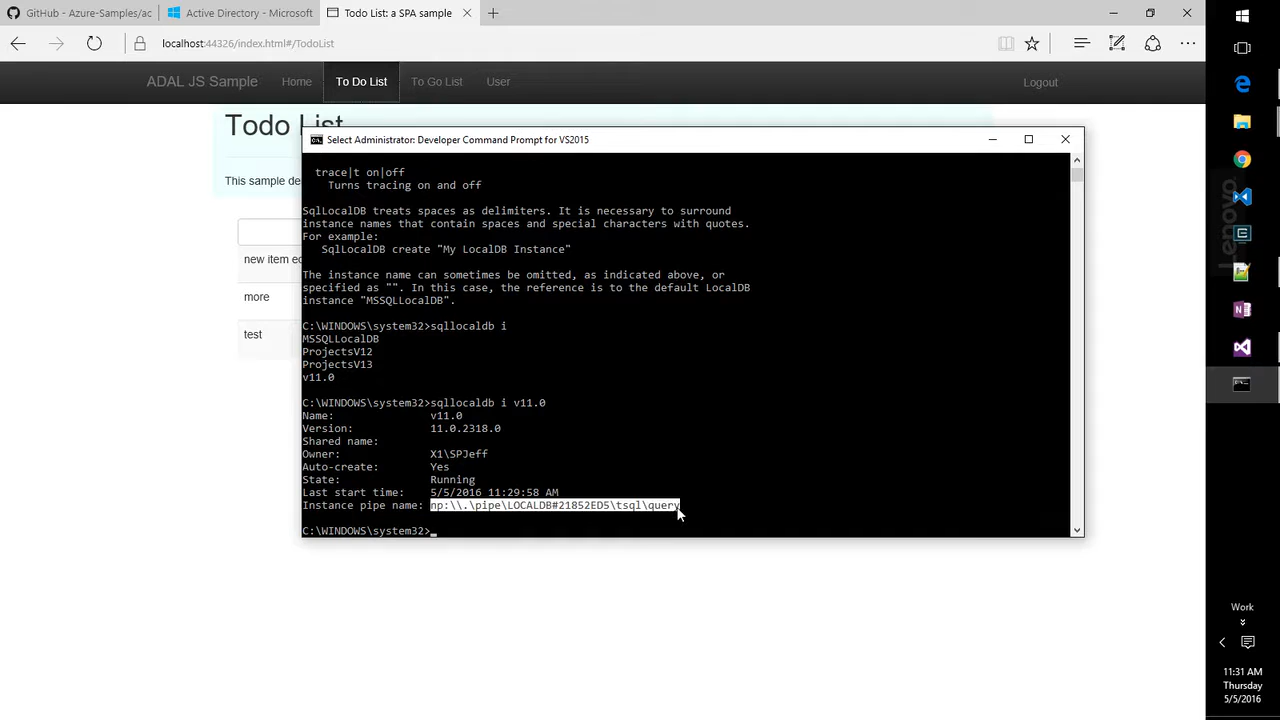 GitHub - Azure-Samples/ac
Active Directory - Microsoft
Todo List: a SPA sample
localhost:44326/index.html#/TodoList
ADAL JS Sample
Home
To Do List
To Go List
User
Logout
Todo List
This sample de
new item ed
more
test
Select Administrator: Developer Command Prompt for VS2015
trace|t on|off
Turns tracing on and off
SqlLocalDB treats spaces as delimiters. It is necessary to surround
instance names that contain spaces and special characters with quotes.
For example:
SqlLocalDB create "My LocalDB Instance"
The instance name can sometimes be omitted, as indicated above, or
specified as "". In this case, the reference is to the default LocalDB
instance "MSSQLLocalDB".
C:\WINDOWS\system32>sqllocaldb i
MSSQLLocalDB
ProjectsV12
ProjectsV13
v11.0
C:\WINDOWS\system32>sqllocaldb i v11.0
Name: v11.0
Version: 11.0.2318.0
Shared name:
Owner: X1\SPJeff
Auto-create: Yes
State: Running
Last start time: 5/5/2016 11:29:58 AM
Instance pipe name: np:\\.\pipe\LOCALDB#21852ED5\tsql\query
C:\WINDOWS\system32>
Lenovo
Work
11:31 AM
Thursday
5/5/2016